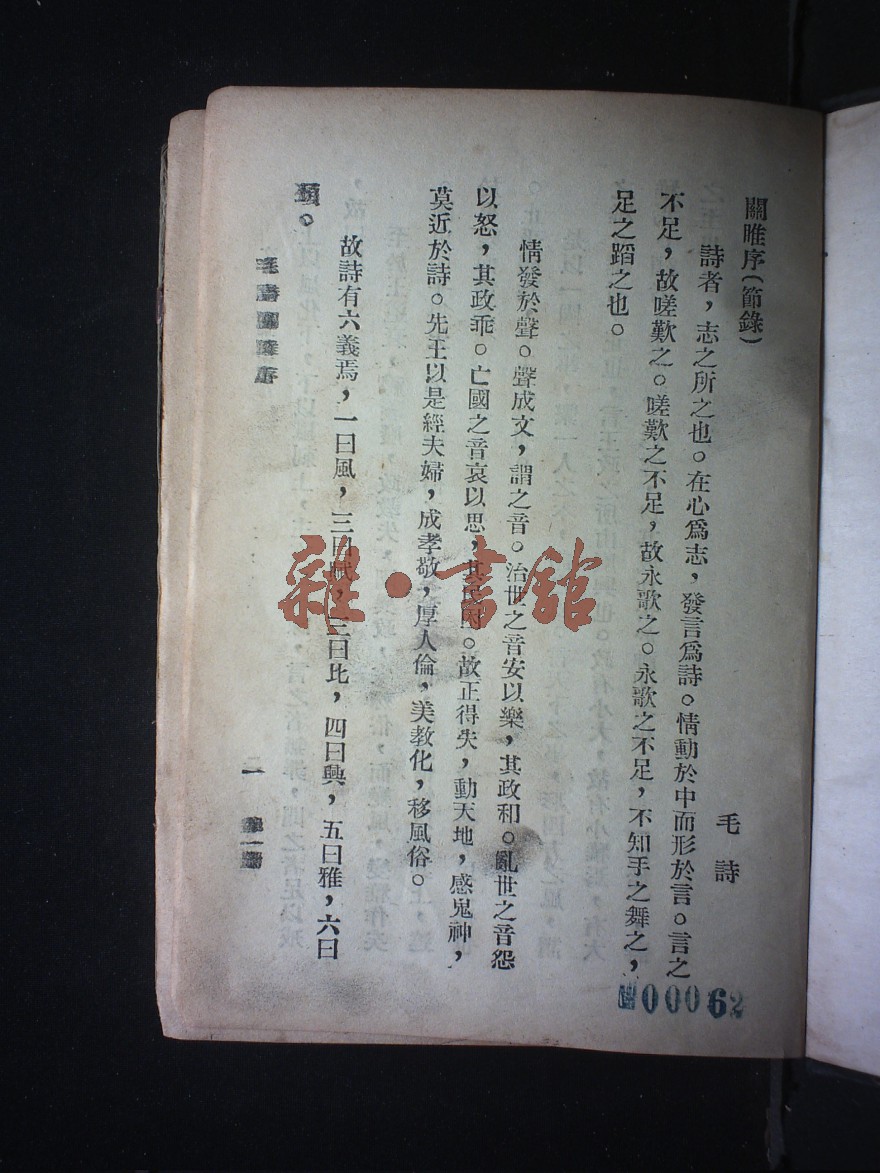 關睢序(節錄)
毛詩
詩者，志之所之也。在心爲志，發言爲詩。情動於中而形於言。言之
不足，故嗟歎之。嗟歎之不足，故永歌之。永歌之不足，不知手之舞之，
足之蹈之也。
情發於聲。聲成文，謂之音。治世之音安以樂，其政和。亂世之音怨
以怒，其政乖。亡國之音哀以思，其民困。故正得失，動天地，感鬼神，
莫近於詩。先王以是經夫婦，成孝敬，厚人倫，美教化，移風俗。
故詩有六義焉，一曰風，二曰賦，三曰比，四曰興，五曰雅，六曰
頌。
毛詩關睢序
一
00062
雜·書館